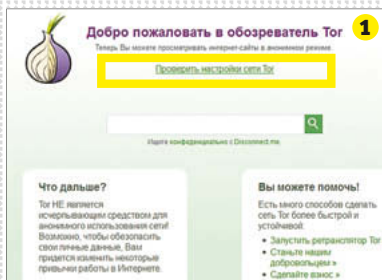 Добро пожаловать в обозреватель Tor
1
Теперь Вы можете просматривать интернет-сайты в анонимном режиме.
Проверить настройки сети Tor
Ищите конфиденциально с Disconnect.me.
Что дальше?
Tor НЕ является
исчерпывающим средством для
анонимного использования сети!
Возможно, чтобы обезопасить
свои личные данные, Вам
придется изменить некоторые
привычки работы в Интернете.
Вы можете помочь!
Есть много способов сделать
сеть Tor более быстрой и
устойчивой:
Запустить ретранслятор Tor
Станьте нашим
добровольцем »
Сделайте взнос »